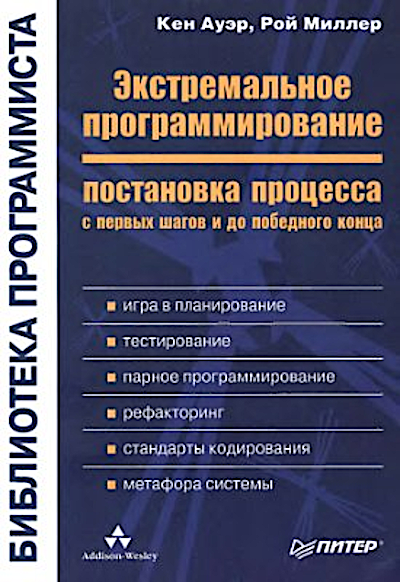 Кен Ауэр, Рой Миллер
Экстремальное
программирование
постановка процесса
с первых шагов и до победного конца
игра в планирование
тестирование
парное программирование
рефакторинг
стандарты кодирования
метафора системы
БИБЛИОТЕКА ПРОГРАММИСТА
Addison-Wesley
ПИТЕР